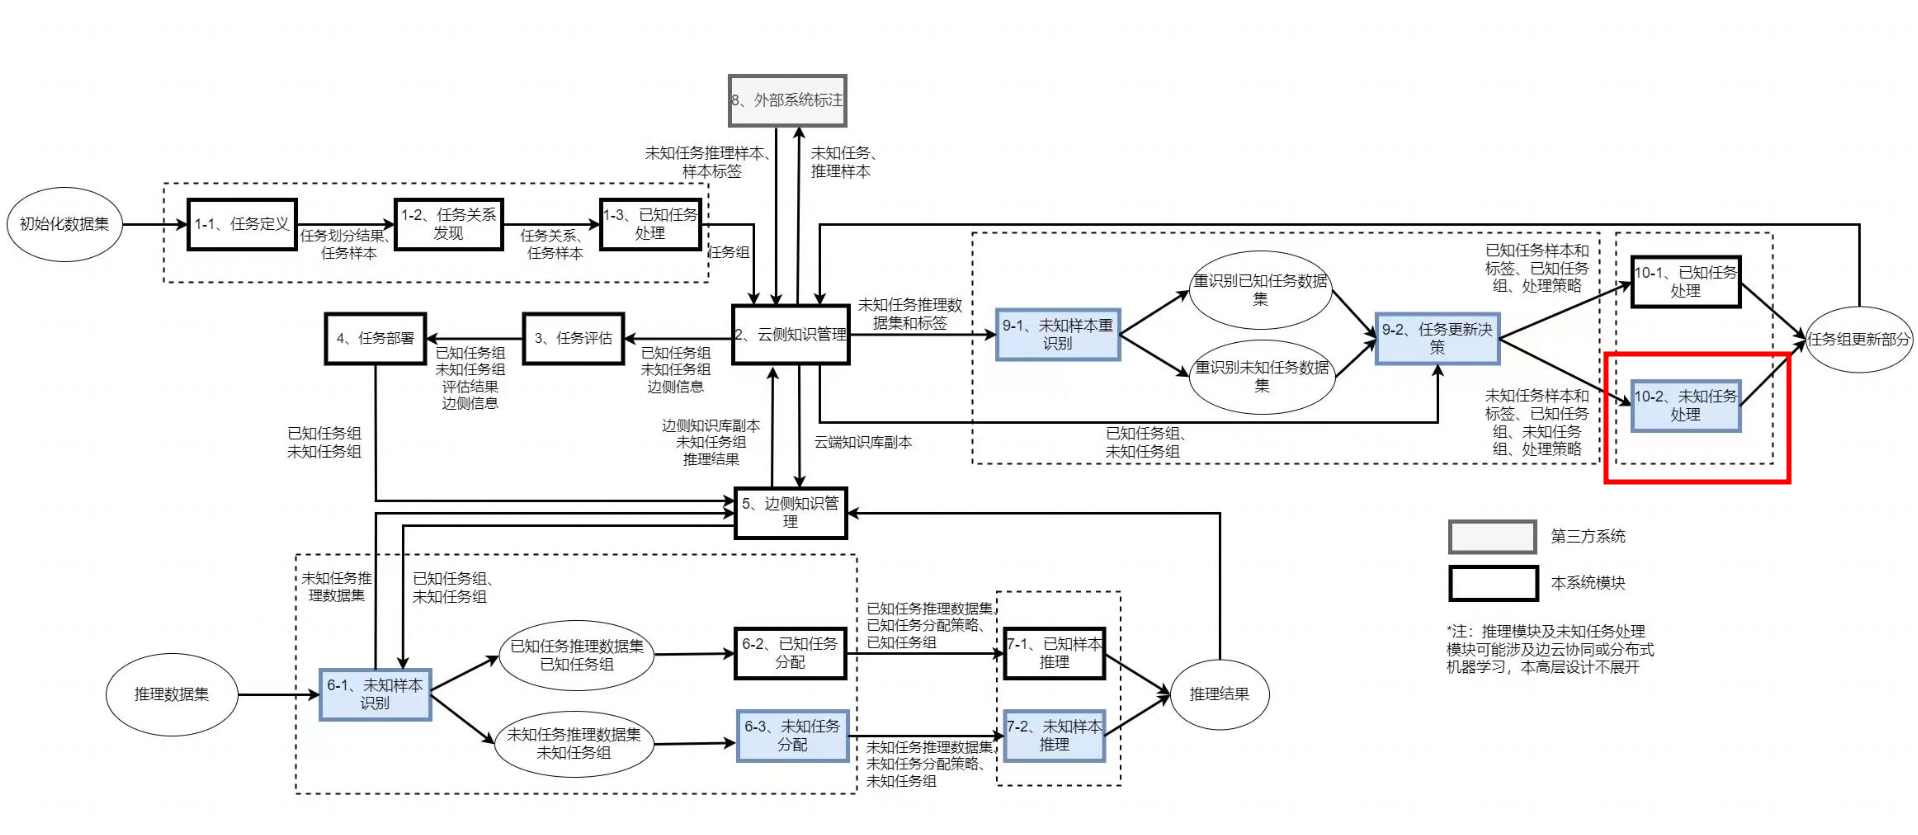 8、外部系统标注
未知任务推理样本、
样本标签
未知任务、
推理样本
初始化数据集
1-1、任务定义
任务划分结果、
任务样本
1-2、任务关系
发现
任务关系、
任务样本
1-3、已知任务
处理
任务组
4、任务部署
已知任务组
未知任务组
评估结果
边侧信息
3、任务评估
已知任务组
未知任务组
边侧信息
2、云侧知识管理
未知任务推理数
据集和标签
9-1、未知样本重
识别
重识别已知任务数据
集
重识别未知任务数据
集
9-2、任务更新决
策
已知任务样本和
标签、已知任务
组、处理策略
10-1、已知任务
处理
任务组更新部分
未知任务样本和
标签、已知任务
组、未知任务
组、处理策略
10-2、未知任务
处理
已知任务组、
未知任务组
已知任务组
未知任务组
边侧知识库副本
未知任务组
推理结果
云端知识库副本
5、边侧知识管
理
第三方系统
本系统模块
*注：推理模块及未知任务处理
模块可能涉及边云协同或分布式
机器学习，本高层设计不展开
未知任务推
理数据集
已知任务组、
未知任务组
推理数据集
6-1、未知样本
识别
已知任务推理数据集
已知任务组
未知任务推理数据集
未知任务组
6-2、已知任务
分配
6-3、未知任务
分配
已知任务推理数据集、
已知任务分配策略、
已知任务组
未知任务推理数据集、
未知任务分配策略、
未知任务组
7-1、已知样本
推理
7-2、未知样本
推理
推理结果